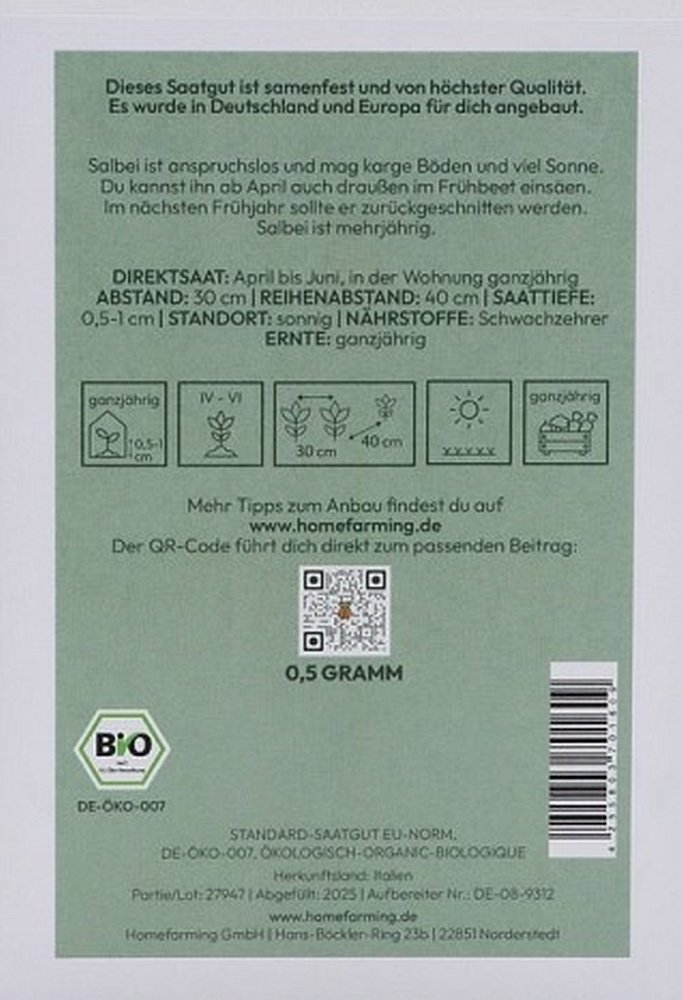 Dieses Saatgut ist samenfest und von höchster Qualität.
Es wurde in Deutschland und Europa für dich angebaut.
Salbei ist anspruchslos und mag karge Böden und viel Sonne.
Du kannst ihn ab April auch draußen im Frühbeet einsäen.
Im nächsten Frühjahr sollte er zurückgeschnitten werden.
Salbei ist mehrjährig.
DIREKTSAAT: April bis Juni, in der Wohnung ganzjährig
ABSTAND: 30 cm | REIHENABSTAND: 40 cm | SAATTIEFE:
0,5-1 cm | STANDORT: sonnig | NÄHRSTOFFE: Schwachzehrer
ERNTE: ganzjährig
ganzjährig
0,5-1
cm
IV - VI
30 cm
40 cm
ganzjährig
Mehr Tipps zum Anbau findest du auf
www.homefarming.de
Der QR-Code führt dich direkt zum passenden Beitrag:
0,5 GRAMM
BiO
DE-ÖKO-007
STANDARD-SAATGUT EU-NORM,
DE-ÖKO-007, ÖKOLOGISCH-ORGANIC-BIOLOGIQUE
Herkunftsland: Italien
Partie/Lot: 27947 | Abgefüllt: 2025 | Aufbereiter Nr.: DE-08-9312
www.homefarming.de
Homefarming GmbH | Hans-Böckler-Ring 23b | 22851 Norderstedt